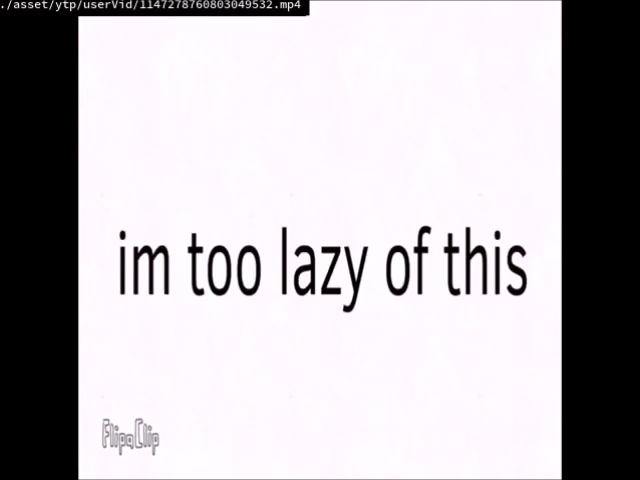 ./asset/ytp/userVid/1147278760803049532.mp4
im too lazy of this
FlipaClip